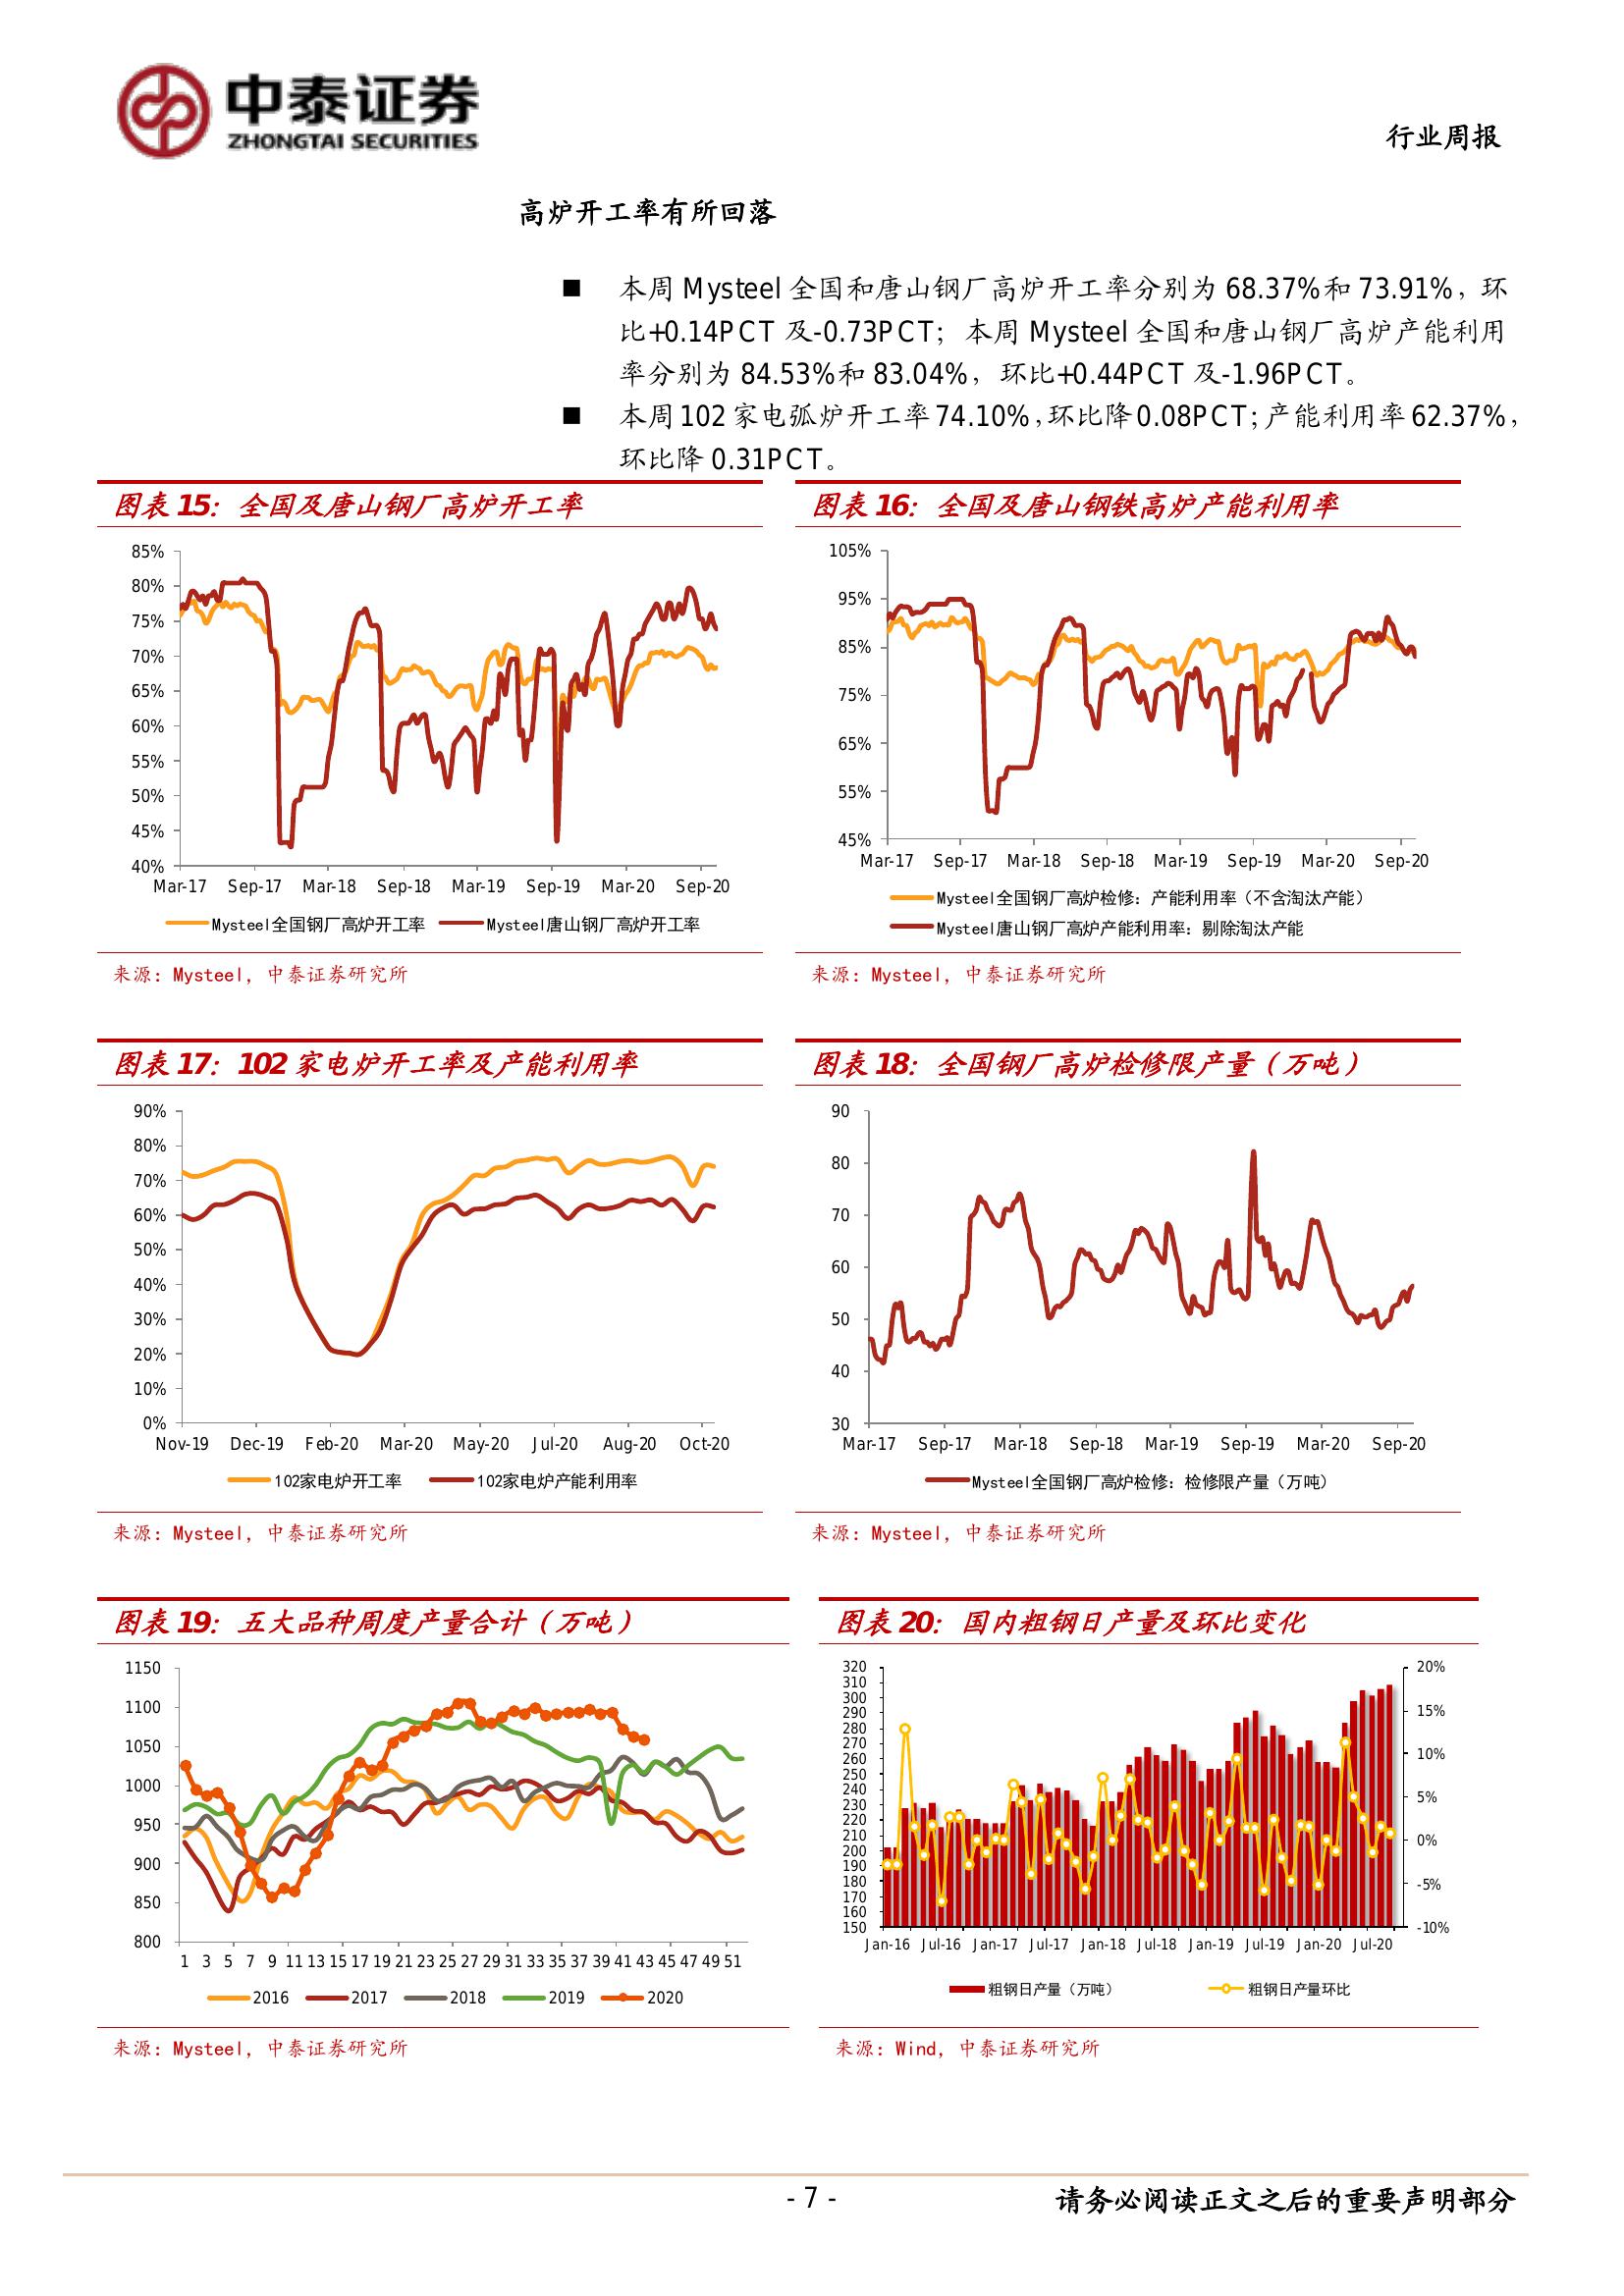 中泰证券
ZHONGTAI SECURITIES
行业周报
高炉开工率有所回落
■ 本周 Mysteel 全国和唐山钢厂高炉开工率分别为 68.37%和 73.91%，环
比+0.14PCT 及-0.73PCT；本周 Mysteel 全国和唐山钢厂高炉产能利用
率分别为 84.53%和 83.04%，环比+0.44PCT 及-1.96PCT。
■ 本周 102 家电弧炉开工率 74.10%，环比降 0.08PCT；产能利用率 62.37%，
环比降 0.31PCT。
图表 15：全国及唐山钢厂高炉开工率
85%
80%
75%
70%
65%
60%
55%
50%
45%
40%
Mar-17 Sep-17 Mar-18 Sep-18 Mar-19 Sep-19 Mar-20 Sep-20
Mysteel全国钢厂高炉开工率 Mysteel唐山钢厂高炉开工率
来源：Mysteel，中泰证券研究所
图表 16：全国及唐山钢铁高炉产能利用率
105%
95%
85%
75%
65%
55%
45%
Mar-17 Sep-17 Mar-18 Sep-18 Mar-19 Sep-19 Mar-20 Sep-20
Mysteel全国钢厂高炉检修：产能利用率（不含淘汰产能）
Mysteel唐山钢厂高炉产能利用率：剔除淘汰产能
来源：Mysteel，中泰证券研究所
图表 17：102 家电炉开工率及产能利用率
90%
80%
70%
60%
50%
40%
30%
20%
10%
0%
Nov-19 Dec-19 Feb-20 Mar-20 May-20 Jul-20 Aug-20 Oct-20
102家电炉开工率 102家电炉产能利用率
来源：Mysteel，中泰证券研究所
图表 18：全国钢厂高炉检修限产量（万吨）
90
80
70
60
50
40
30
Mar-17 Sep-17 Mar-18 Sep-18 Mar-19 Sep-19 Mar-20 Sep-20
Mysteel全国钢厂高炉检修：检修限产量（万吨）
来源：Mysteel，中泰证券研究所
图表 19：五大品种周度产量合计（万吨）
1150
1100
1050
1000
950
900
850
800
1 3 5 7 9 11 13 15 17 19 21 23 25 27 29 31 33 35 37 39 41 43 45 47 49 51
2016 2017 2018 2019 2020
来源：Mysteel，中泰证券研究所
图表 20：国内粗钢日产量及环比变化
320
310
300
290
280
270
260
250
240
230
220
210
200
190
180
170
160
150
20%
15%
10%
5%
0%
-5%
-10%
Jan-16 Jul-16 Jan-17 Jul-17 Jan-18 Jul-18 Jan-19 Jul-19 Jan-20 Jul-20
粗钢日产量（万吨） 粗钢日产量环比
来源：Wind，中泰证券研究所
- 7 -
请务必阅读正文之后的重要声明部分